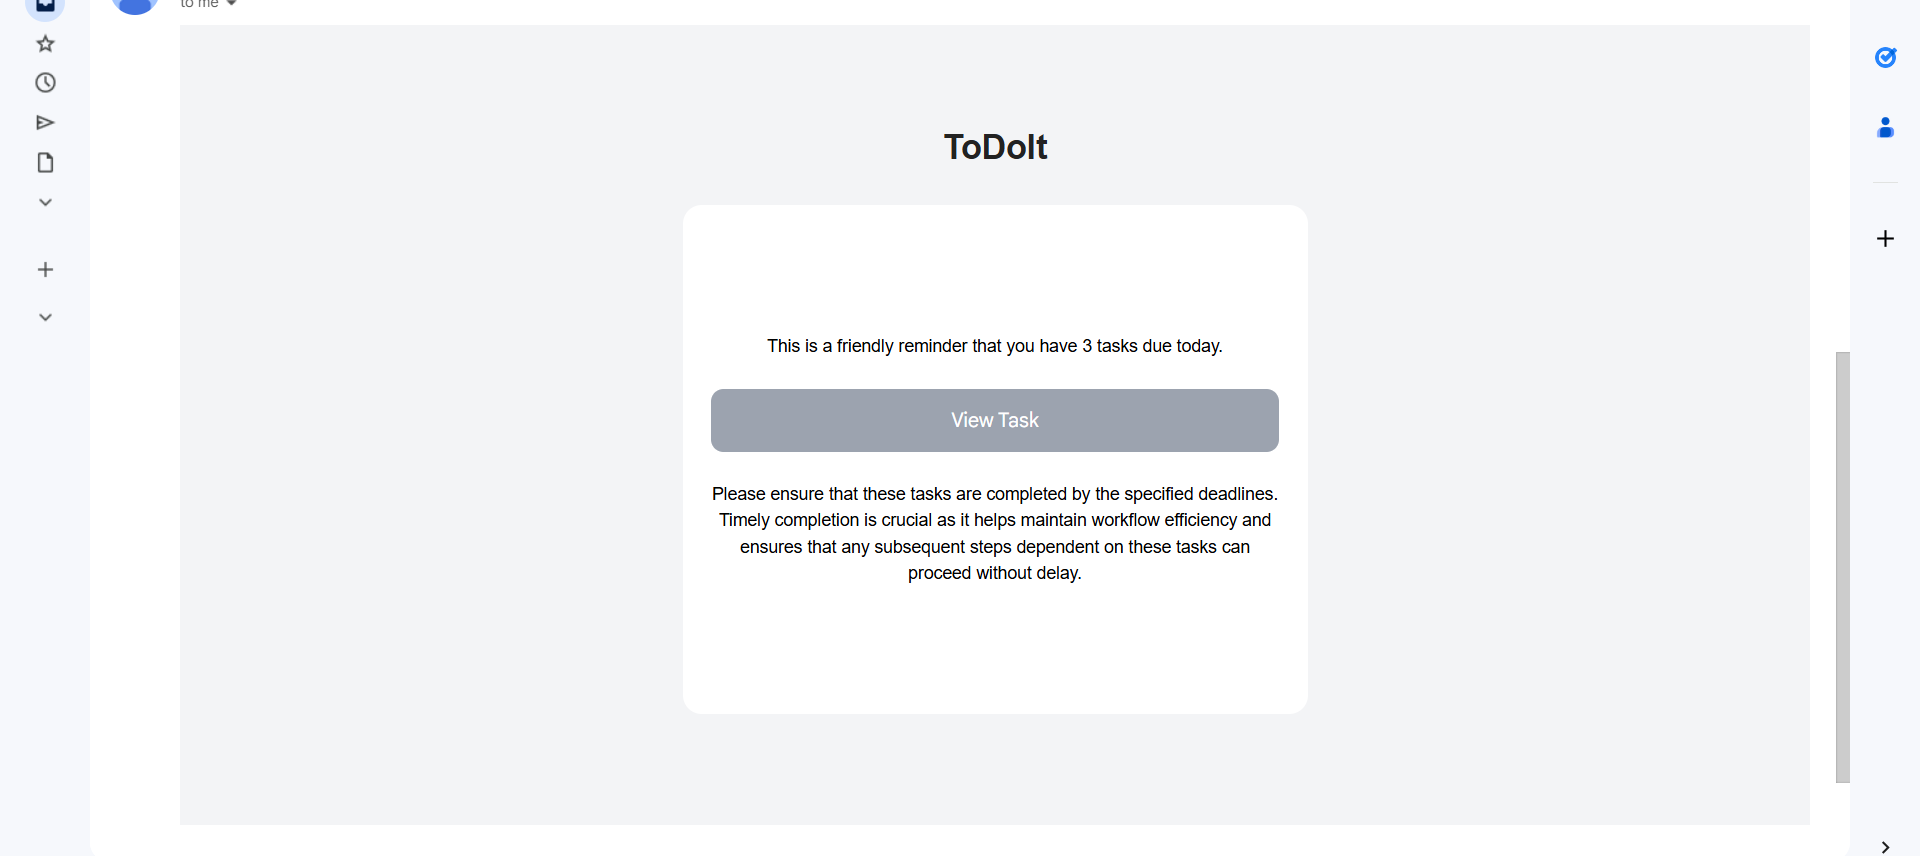 to me
ToDoIt
This is a friendly reminder that you have 3 tasks due today.
View Task
Please ensure that these tasks are completed by the specified deadlines.
Timely completion is crucial as it helps maintain workflow efficiency and
ensures that any subsequent steps dependent on these tasks can
proceed without delay.